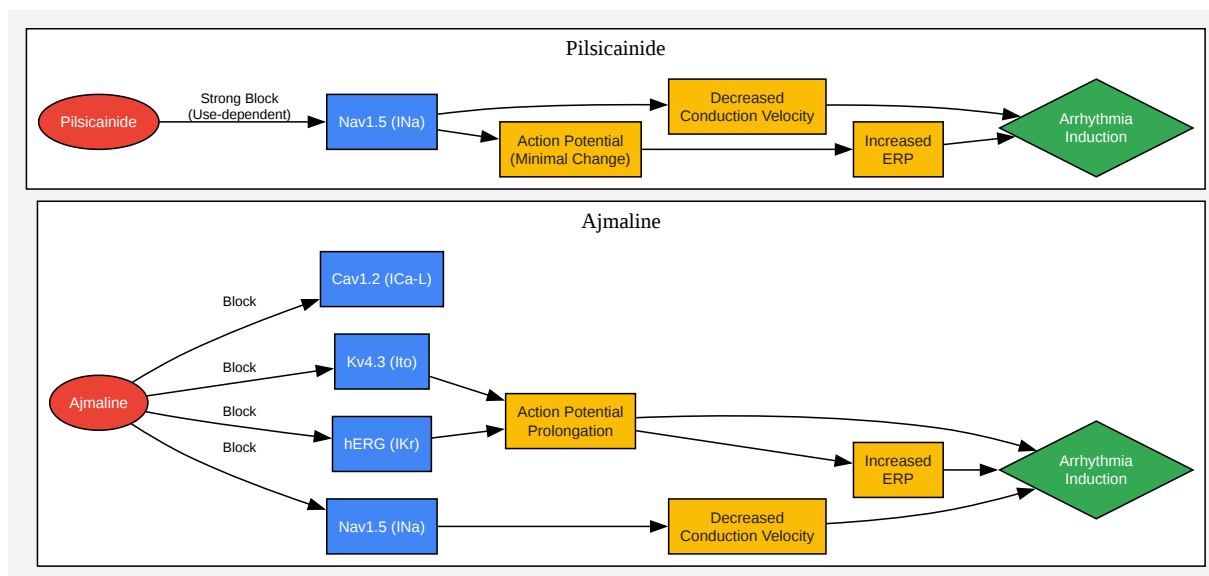 Pilsicainide
Pilsicainide
Strong Block
(Use-dependent)
Nav1.5 (INa)
Decreased
Conduction Velocity
Action Potential
(Minimal Change)
Increased
ERP
Arrhythmia
Induction
Ajmaline
Ajmaline
Block
Block
Block
Block
Cav1.2 (ICa-L)
Kv4.3 (Ito)
hERG (IKr)
Nav1.5 (INa)
Action Potential
Prolongation
Increased
ERP
Decreased
Conduction Velocity
Arrhythmia
Induction